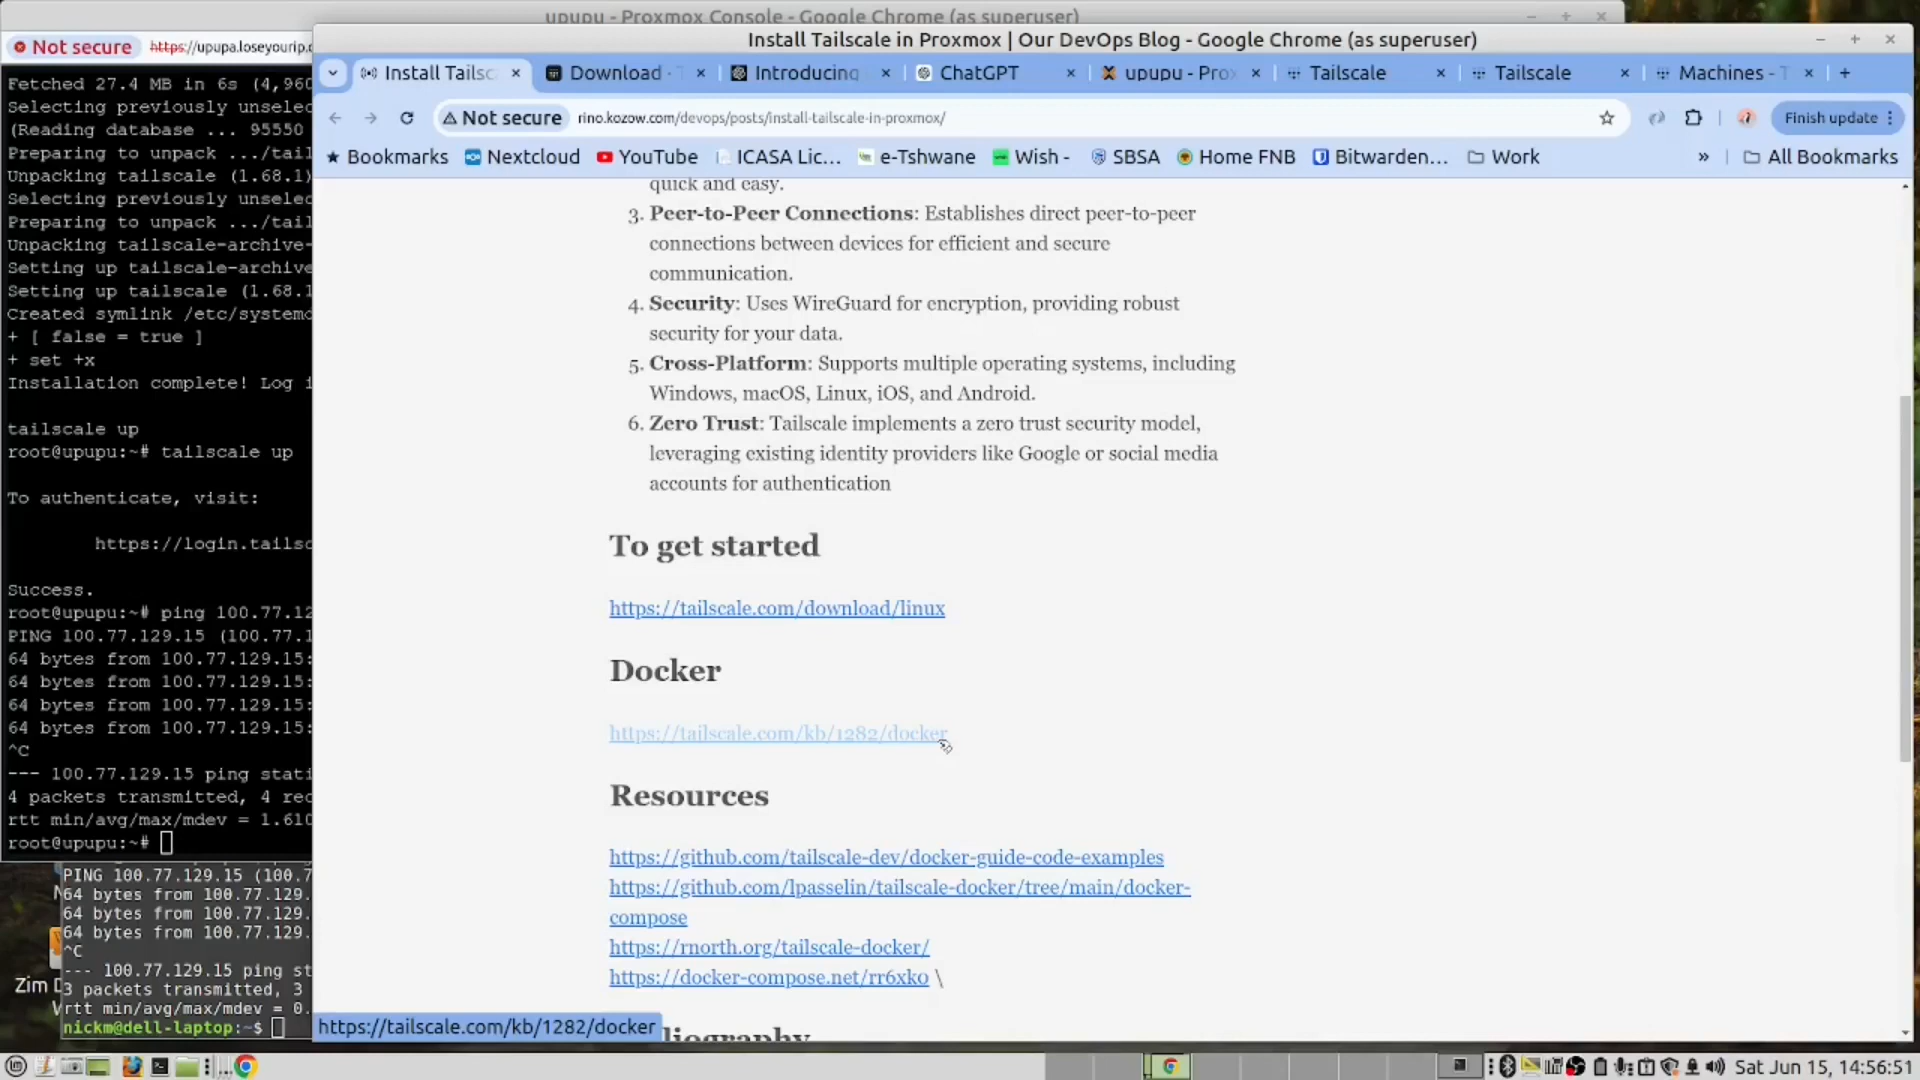 upupu - Proxmox Console - Google Chrome (as superuser)
Not secure https://upupa.loseyourip.c
Install Tailscale in Proxmox | Our DevOps Blog - Google Chrome (as superuser)
Install Tailsc
Download - T
Introducing
ChatGPT
upupu - Prox
Tailscale
Tailscale
Machines - T
Not secure rino.kozow.com/devops/posts/install-tailscale-in-proxmox/
Finish update
Bookmarks
Nextcloud
YouTube
ICASA Lic...
e-Tshwane
Wish -
SBSA
Home FNB
Bitwarden...
Work
»
All Bookmarks
Fetched 27.4 MB in 6s (4,960
Selecting previously unselec
(Reading database ... 95550
Preparing to unpack .../tail
Unpacking tailscale (1.68.1)
Selecting previously unselec
Preparing to unpack .../tail
Unpacking tailscale-archive-
Setting up tailscale-archive
Setting up tailscale (1.68.1
Created symlink /etc/systemd
+ [ false = true ]
+ set +x
Installation complete! Log i
tailscale up
root@upupu:~# tailscale up
To authenticate, visit:
https://login.tailsc
Success.
root@upupu:~# ping 100.77.12
PING 100.77.129.15 (100.77.1
64 bytes from 100.77.129.15:
64 bytes from 100.77.129.15:
64 bytes from 100.77.129.15:
64 bytes from 100.77.129.15:
^C
--- 100.77.129.15 ping stati
4 packets transmitted, 4 rec
rtt min/avg/max/mdev = 1.610
root@upupu:~#
PING 100.77.129.15 (100.7
64 bytes from 100.77.129.
64 bytes from 100.77.129.
64 bytes from 100.77.129.
^C
--- 100.77.129.15 ping st
3 packets transmitted, 3
rtt min/avg/max/mdev = 0.
nickm@dell-laptop:~$
Zim D
quick and easy.
3. Peer-to-Peer Connections: Establishes direct peer-to-peer
connections between devices for efficient and secure
communication.
4. Security: Uses WireGuard for encryption, providing robust
security for your data.
5. Cross-Platform: Supports multiple operating systems, including
Windows, macOS, Linux, iOS, and Android.
6. Zero Trust: Tailscale implements a zero trust security model,
leveraging existing identity providers like Google or social media
accounts for authentication
To get started
https://tailscale.com/download/linux
Docker
https://tailscale.com/kb/1282/docker
Resources
https://github.com/tailscale-dev/docker-guide-code-examples
https://github.com/lpasselin/tailscale-docker/tree/main/docker-
compose
https://rnorth.org/tailscale-docker/
https://docker-compose.net/rr6xk0 \
liography
https://tailscale.com/kb/1282/docker
Sat Jun 15, 14:56:51